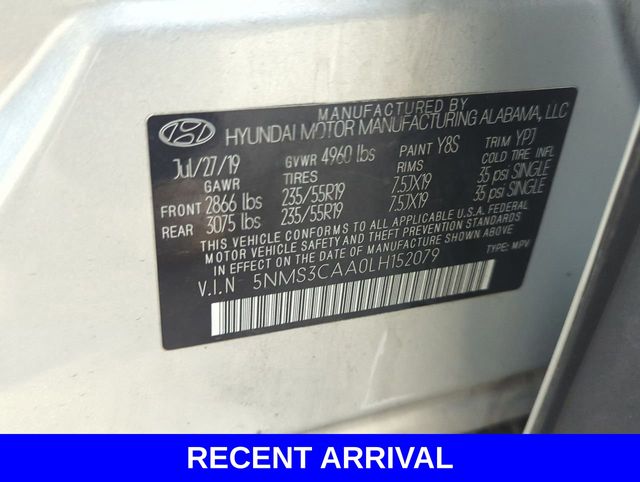 MANUFACTURED BY
HYUNDAI MOTOR MANUFACTURING ALABAMA, LLC
Jul/27/19 GVWR 4960 lbs PAINT Y8S TRIM YPJ
GAWR TIRES RIMS COLD TIRE INFL
FRONT 2866 lbs 235/55R19 7.5JX19 35 psi SINGLE
REAR 3075 lbs 235/55R19 7.5JX19 35 psi SINGLE
THIS VEHICLE CONFORMS TO ALL APPLICABLE U.S.A. FEDERAL
MOTOR VEHICLE SAFETY, BUMPER, AND THEFT PREVENTION STANDARDS
IN EFFECT ON THE DATE OF MANUFACTURE SHOWN ABOVE.
V.I.N 5NMS3CAA0LH152079 TYPE: MPV
RECENT ARRIVAL